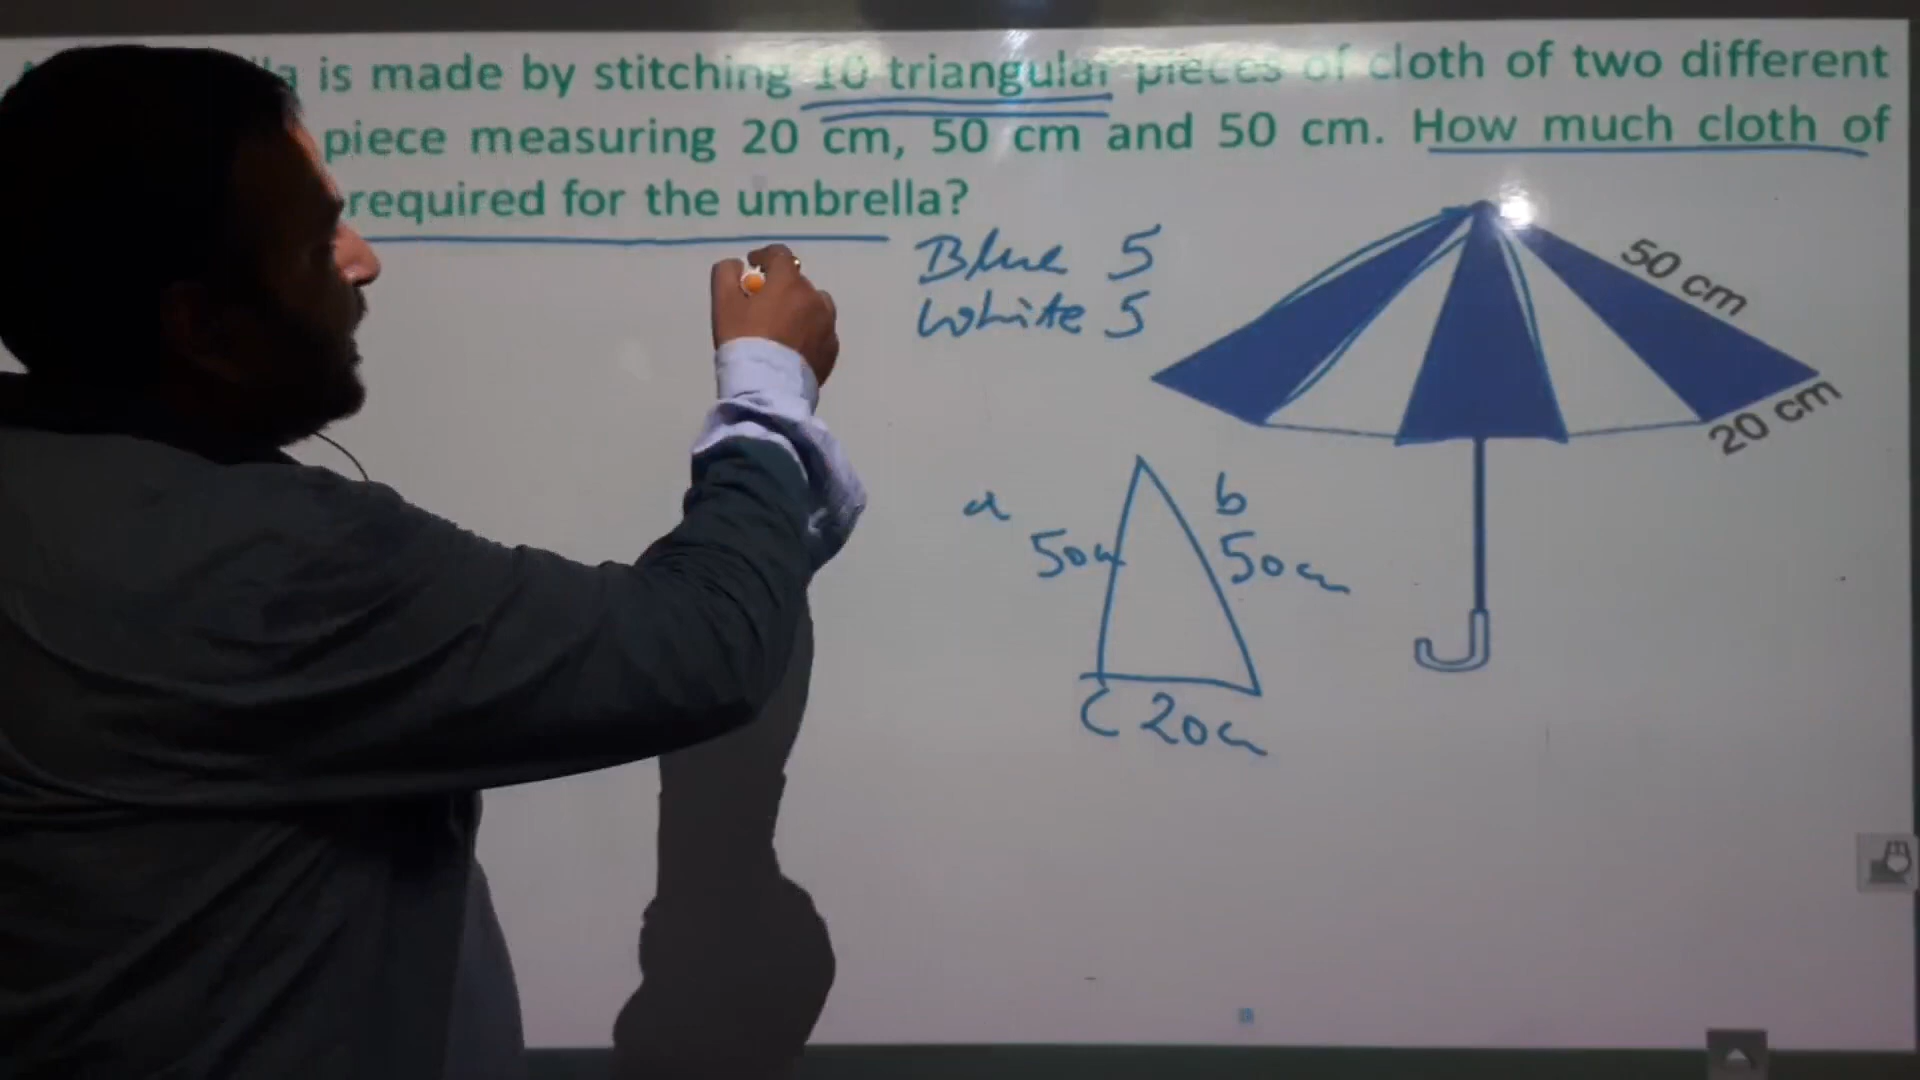 is made by stitching 10 triangular pieces of cloth of two different
piece measuring 20 cm, 50 cm and 50 cm. How much cloth of
required for the umbrella?
Blue 5
White 5
50 cm
20 cm
a
b
50cm
50cm
C 20cm